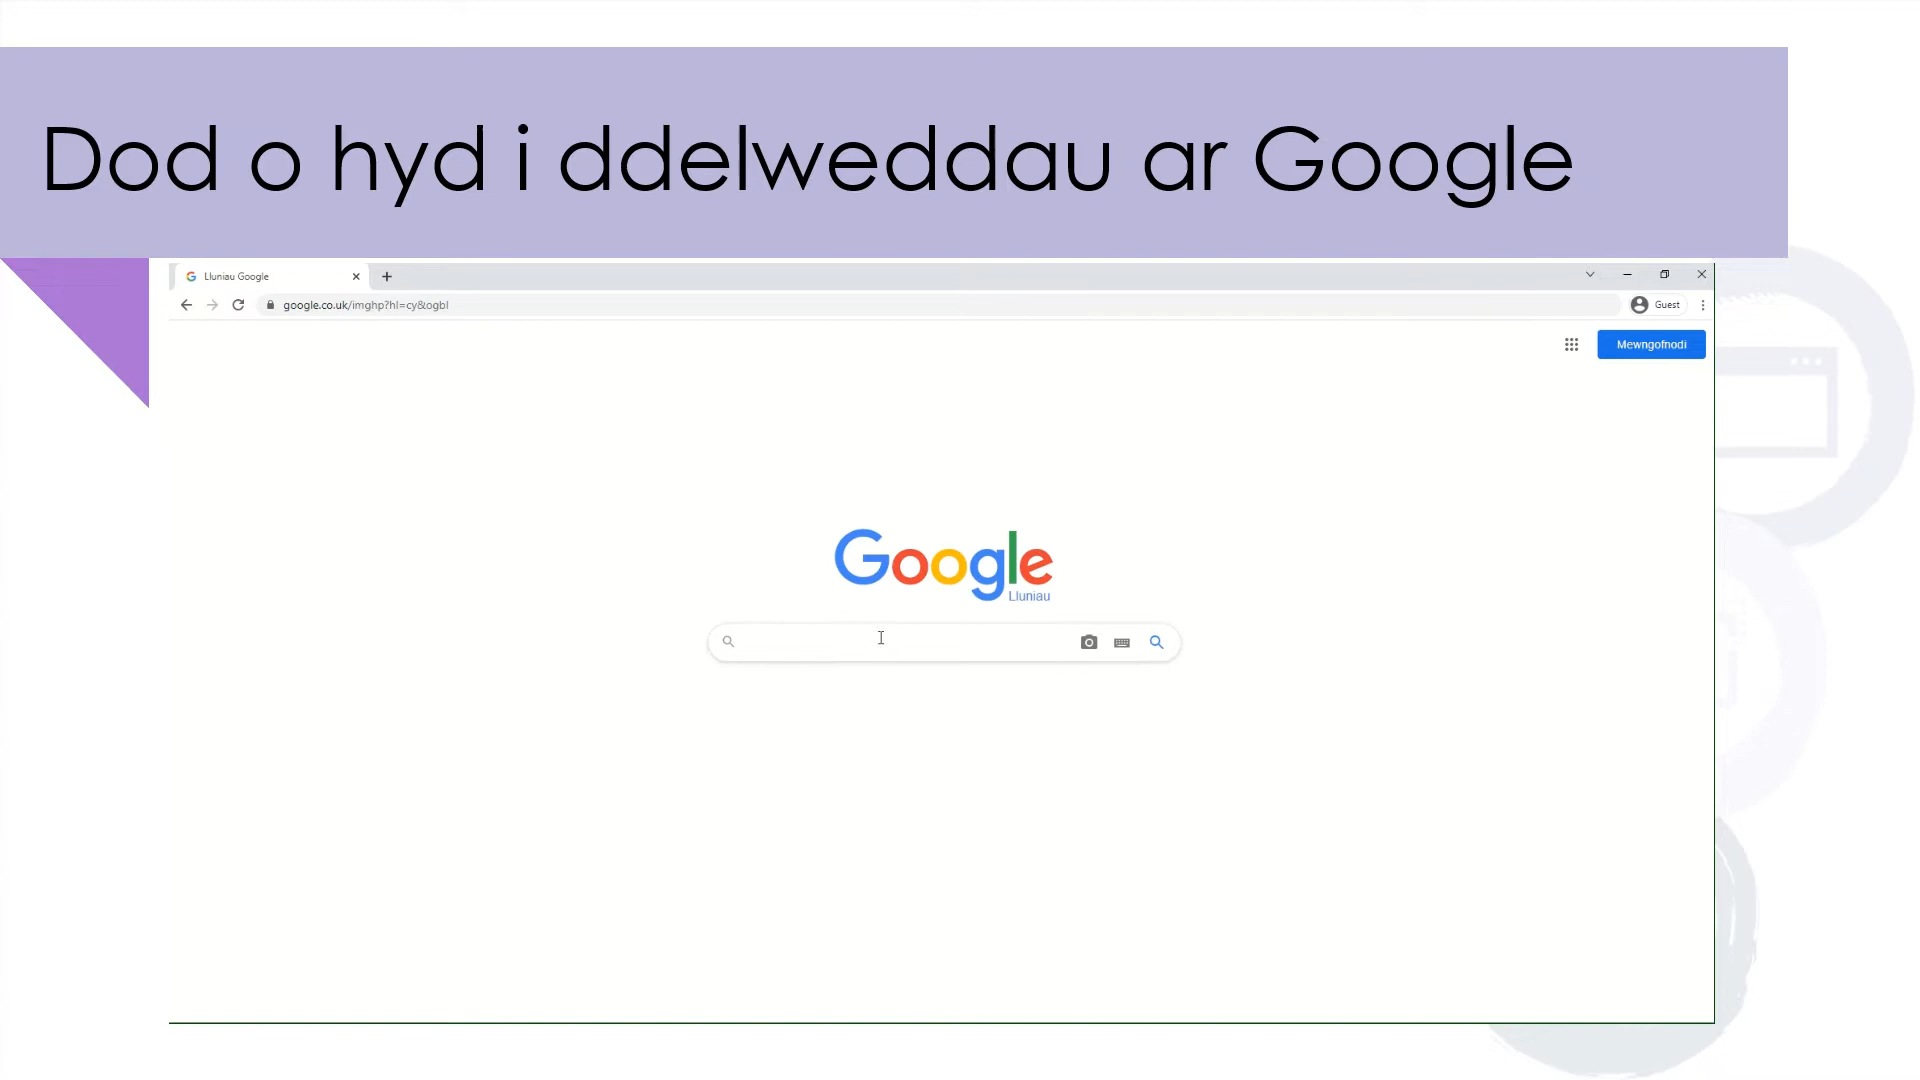 Dod o hyd i ddelweddau ar Google
Lluniau Google
google.co.uk/imghp?hl=cy&ogbl
Guest
Mewngofnodi
Google
Lluniau